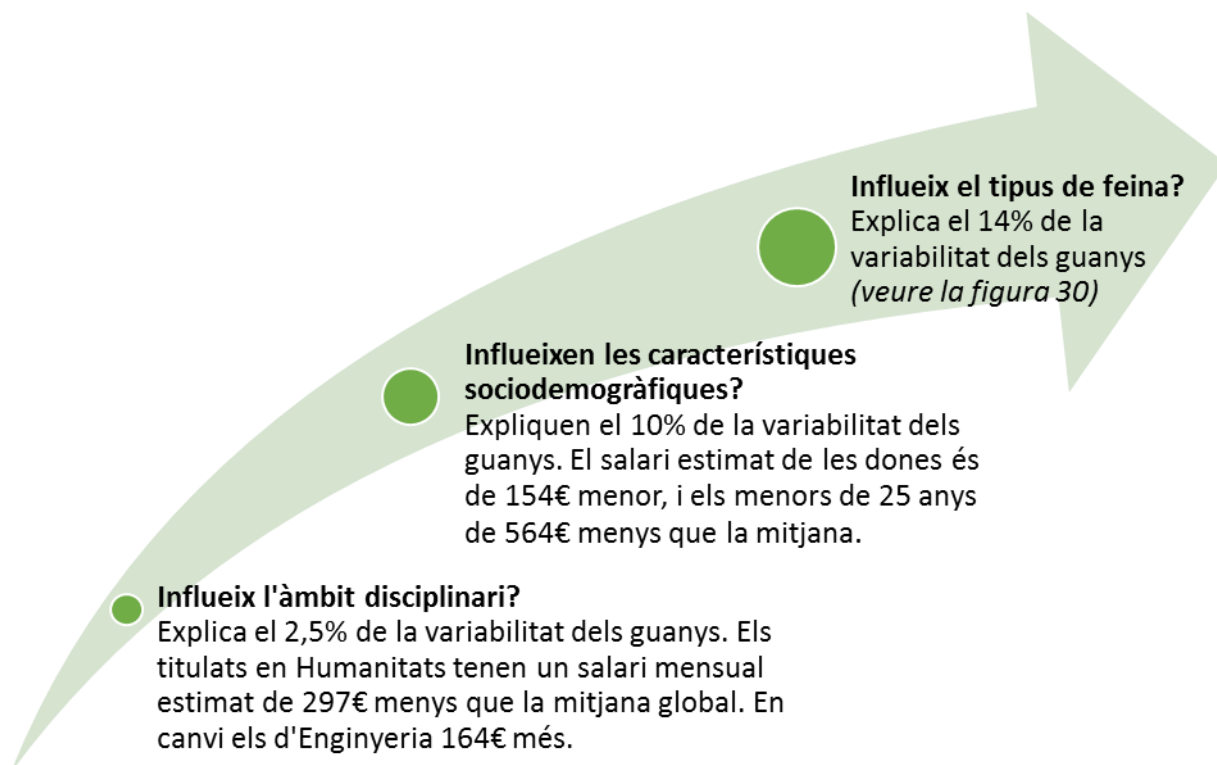 Influeix el tipus de feina?
Explica el 14% de la
variabilitat dels guanys
(veure la figura 30)
Influeixen les característiques
sociodemogràfiques?
Expliquen el 10% de la variabilitat dels
guanys. El salari estimat de les dones és
de 154€ menor, i els menors de 25 anys
de 564€ menys que la mitjana.
Influeix l'àmbit disciplinari?
Explica el 2,5% de la variabilitat dels guanys. Els
titulats en Humanitats tenen un salari mensual
estimat de 297€ menys que la mitjana global. En
canvi els d'Enginyeria 164€ més.